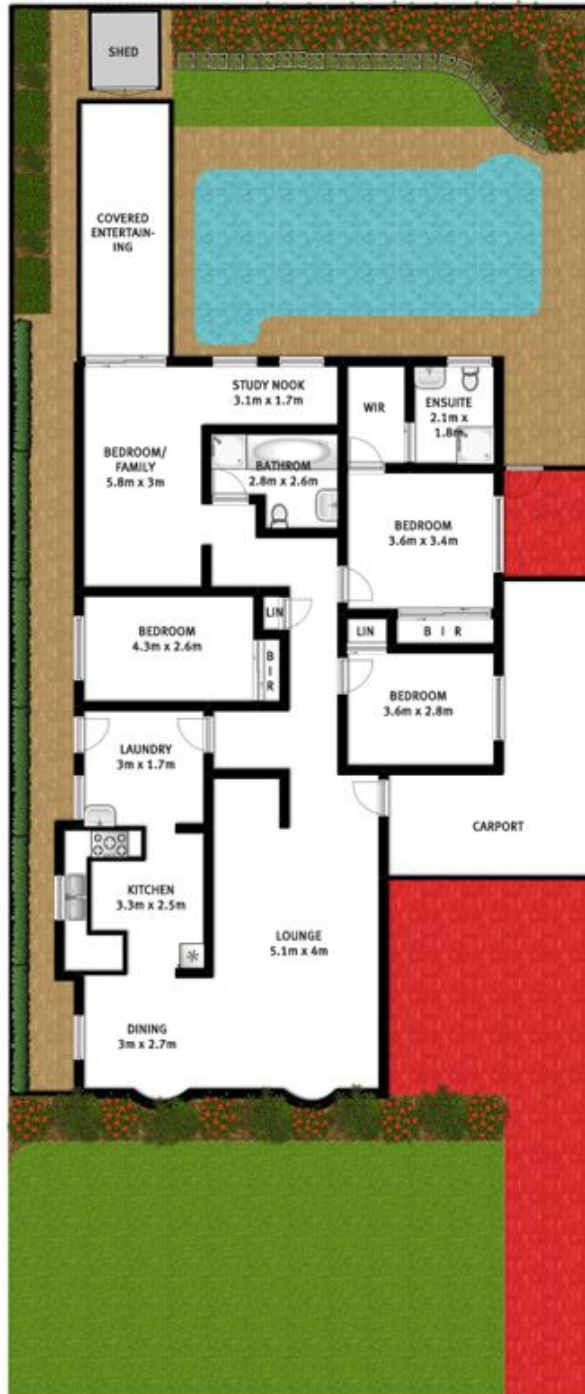 SHED
COVERED
ENTERTAIN-
ING
STUDY NOOK
3.1m x 1.7m
WIR
ENSUITE
2.1m x
1.8m
BEDROOM/
FAMILY
5.8m x 3m
BATHROM
2.8m x 2.6m
BEDROOM
3.6m x 3.4m
LIN
BEDROOM
4.3m x 2.6m
B
I
R
LIN
B I R
BEDROOM
3.6m x 2.8m
LAUNDRY
3m x 1.7m
CARPORT
KITCHEN
3.3m x 2.5m
LOUNGE
5.1m x 4m
DINING
3m x 2.7m